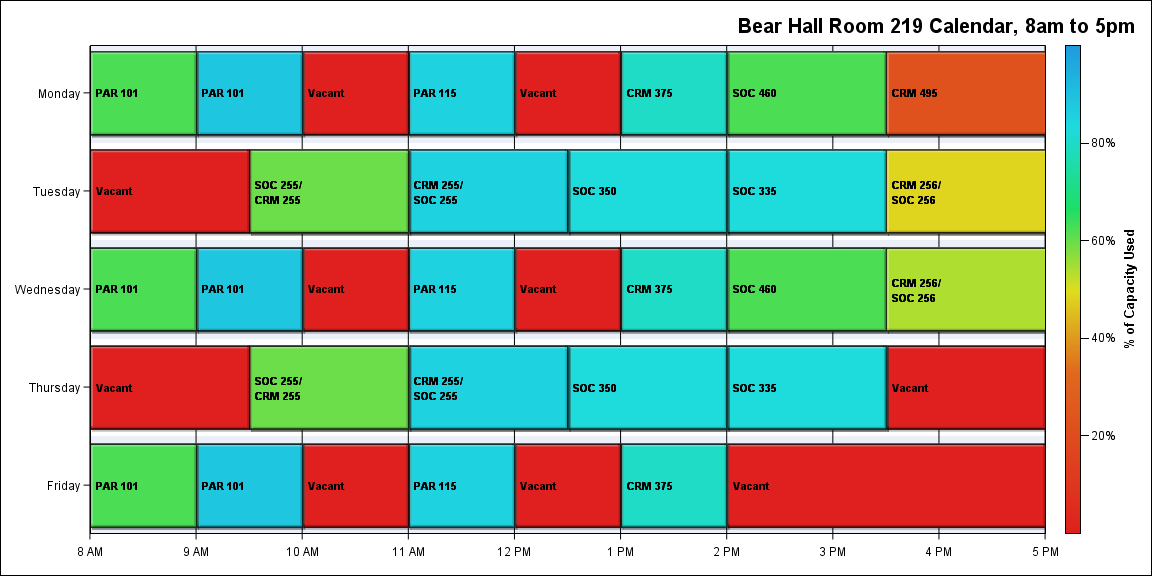 Bear Hall Room 219 Calendar, 8am to 5pm
Monday
PAR 101
PAR 101
Vacant
PAR 115
Vacant
CRM 375
SOC 460
CRM 495
Tuesday
Vacant
SOC 255/
CRM 255
CRM 255/
SOC 255
SOC 350
SOC 335
CRM 256/
SOC 256
Wednesday
PAR 101
PAR 101
Vacant
PAR 115
Vacant
CRM 375
SOC 460
CRM 256/
SOC 256
Thursday
Vacant
SOC 255/
CRM 255
CRM 255/
SOC 255
SOC 350
SOC 335
Vacant
Friday
PAR 101
PAR 101
Vacant
PAR 115
Vacant
CRM 375
Vacant
8 AM
9 AM
10 AM
11 AM
12 PM
1 PM
2 PM
3 PM
4 PM
5 PM
80%
60%
40%
20%
% of Capacity Used